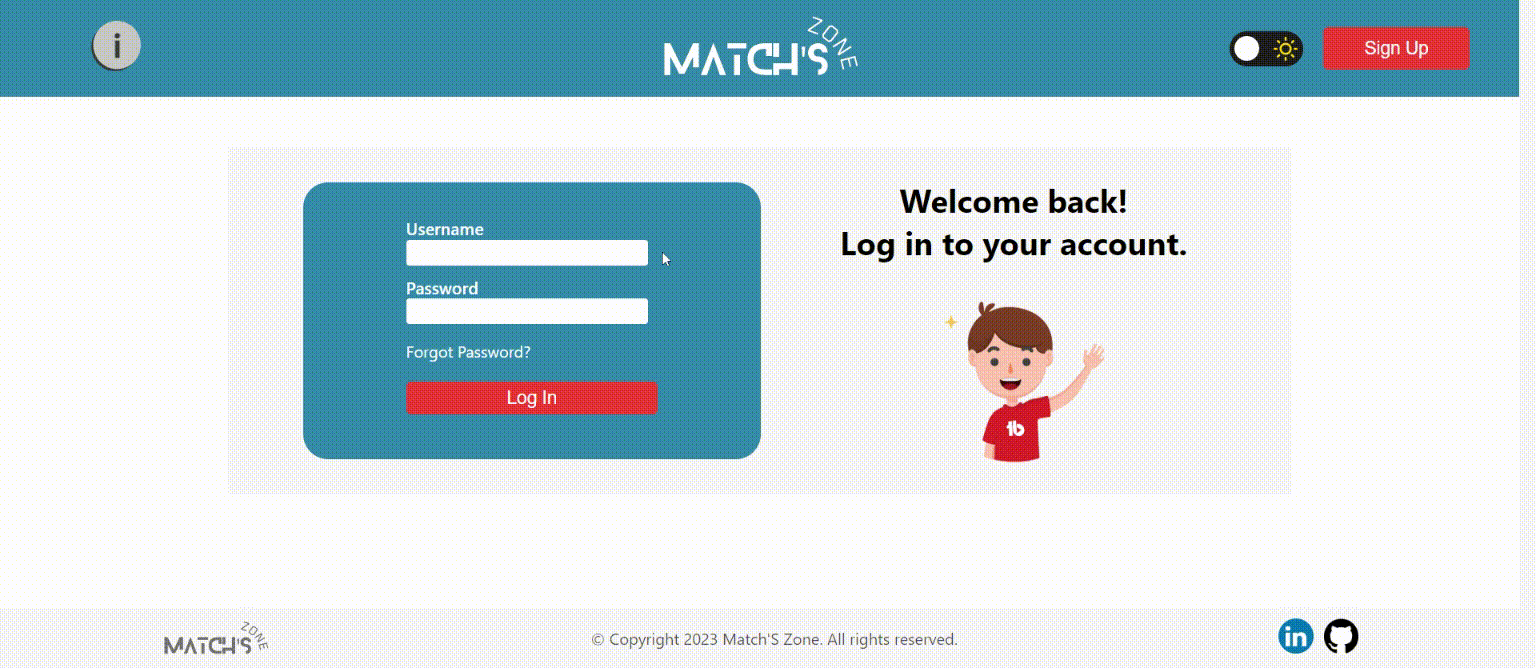 i
MATCH'S ZONE
Sign Up
Username
Password
Forgot Password?
Log In
Welcome back!
Log in to your account.
tb
MATCH'S ZONE
© Copyright 2023 Match'S Zone. All rights reserved.
in